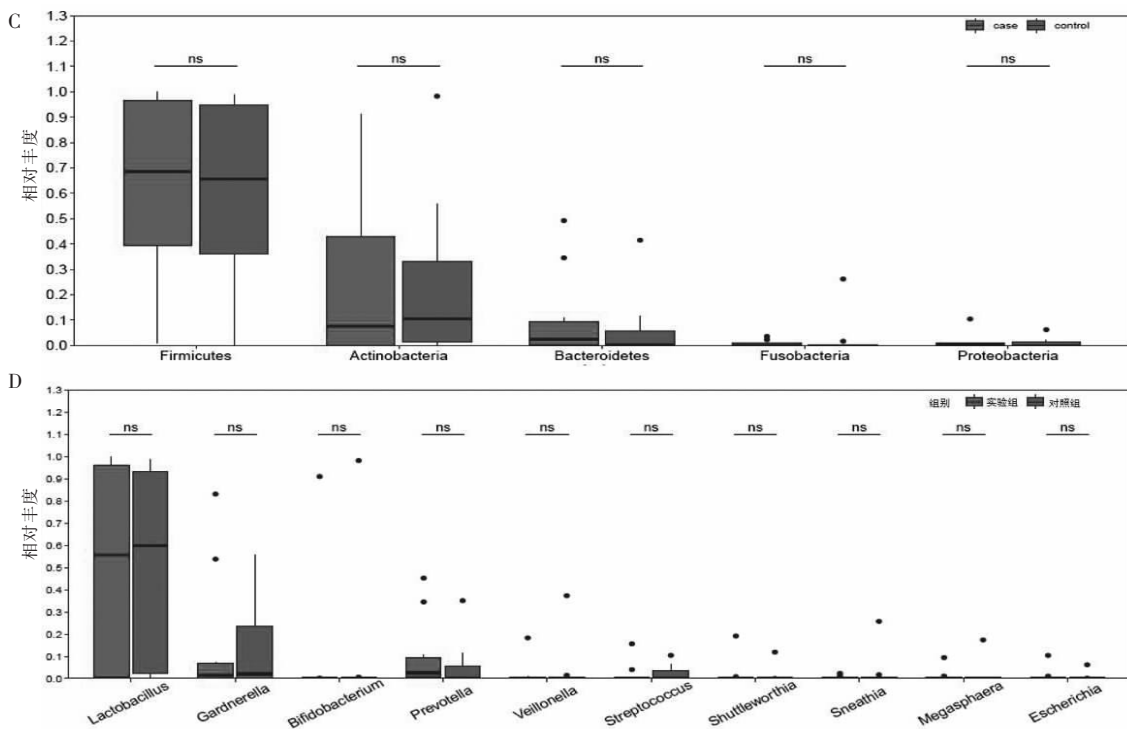 C
case control
ns ns ns ns ns
1.3
1.2
1.1
1.0
0.9
0.8
0.7
0.6
0.5
0.4
0.3
0.2
0.1
0.0
相对丰度
Firmicutes Actinobacteria Bacteroidetes Fusobacteria Proteobacteria
D
组别 实验组 对照组
ns ns ns ns ns ns ns ns ns ns
1.3
1.2
1.1
1.0
0.9
0.8
0.7
0.6
0.5
0.4
0.3
0.2
0.1
0.0
相对丰度
Lactobacillus Gardnerella Bifidobacterium Prevotella Veillonella Streptococcus Shuttleworthia Sneathia Megasphaera Escherichia